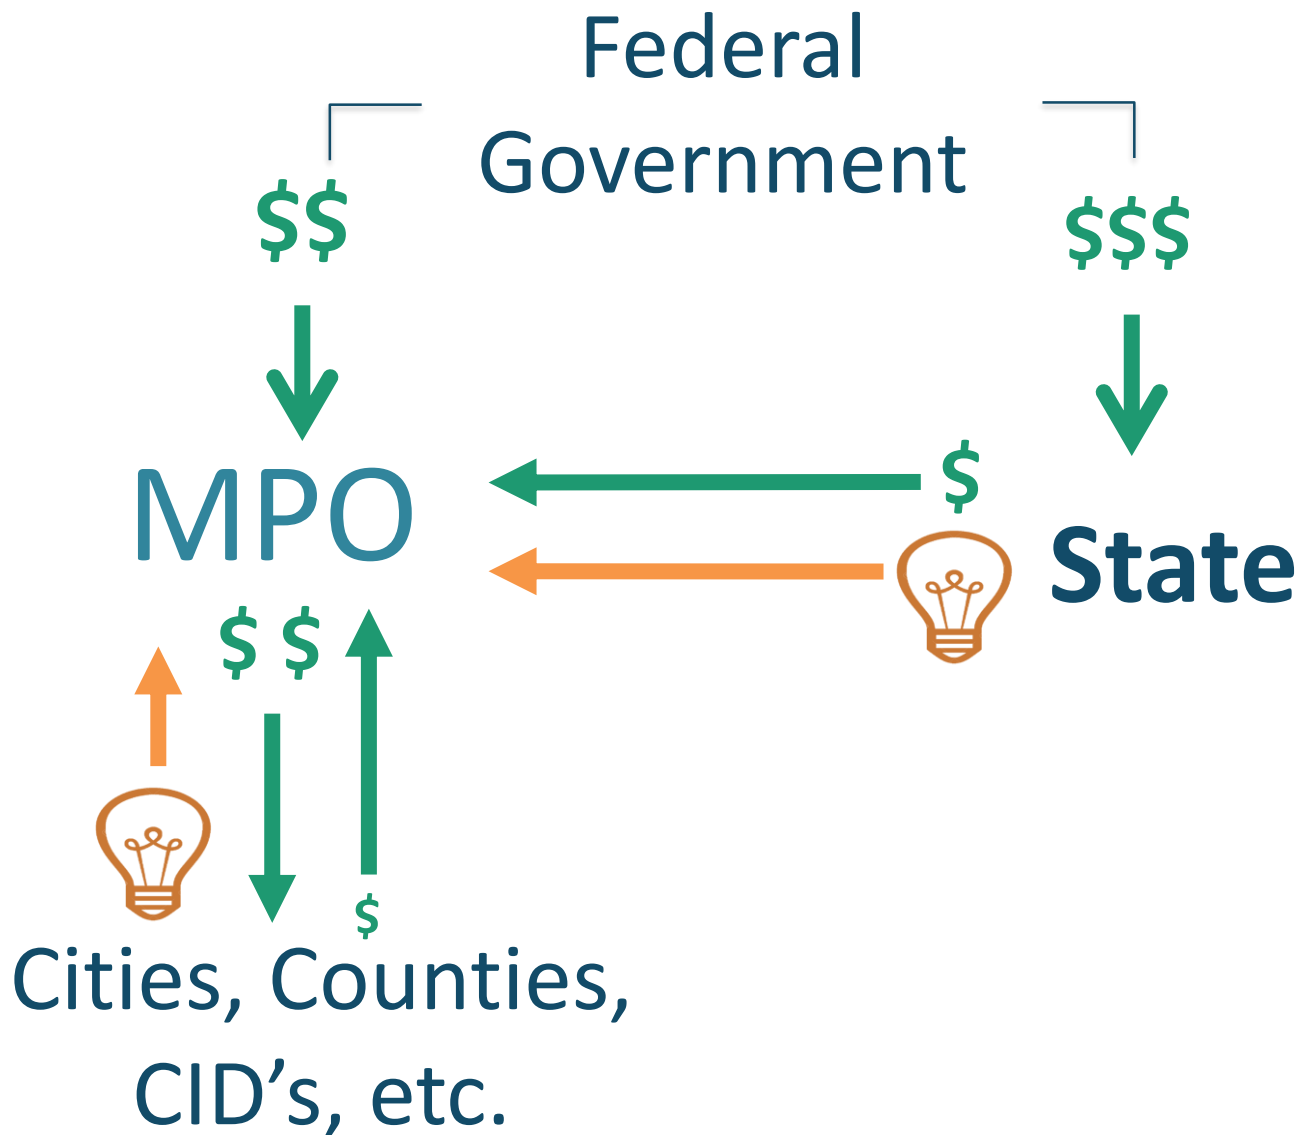 Federal
Government
$$
$$$
MPO
$
State
$ $
$
Cities, Counties,
CID’s, etc.